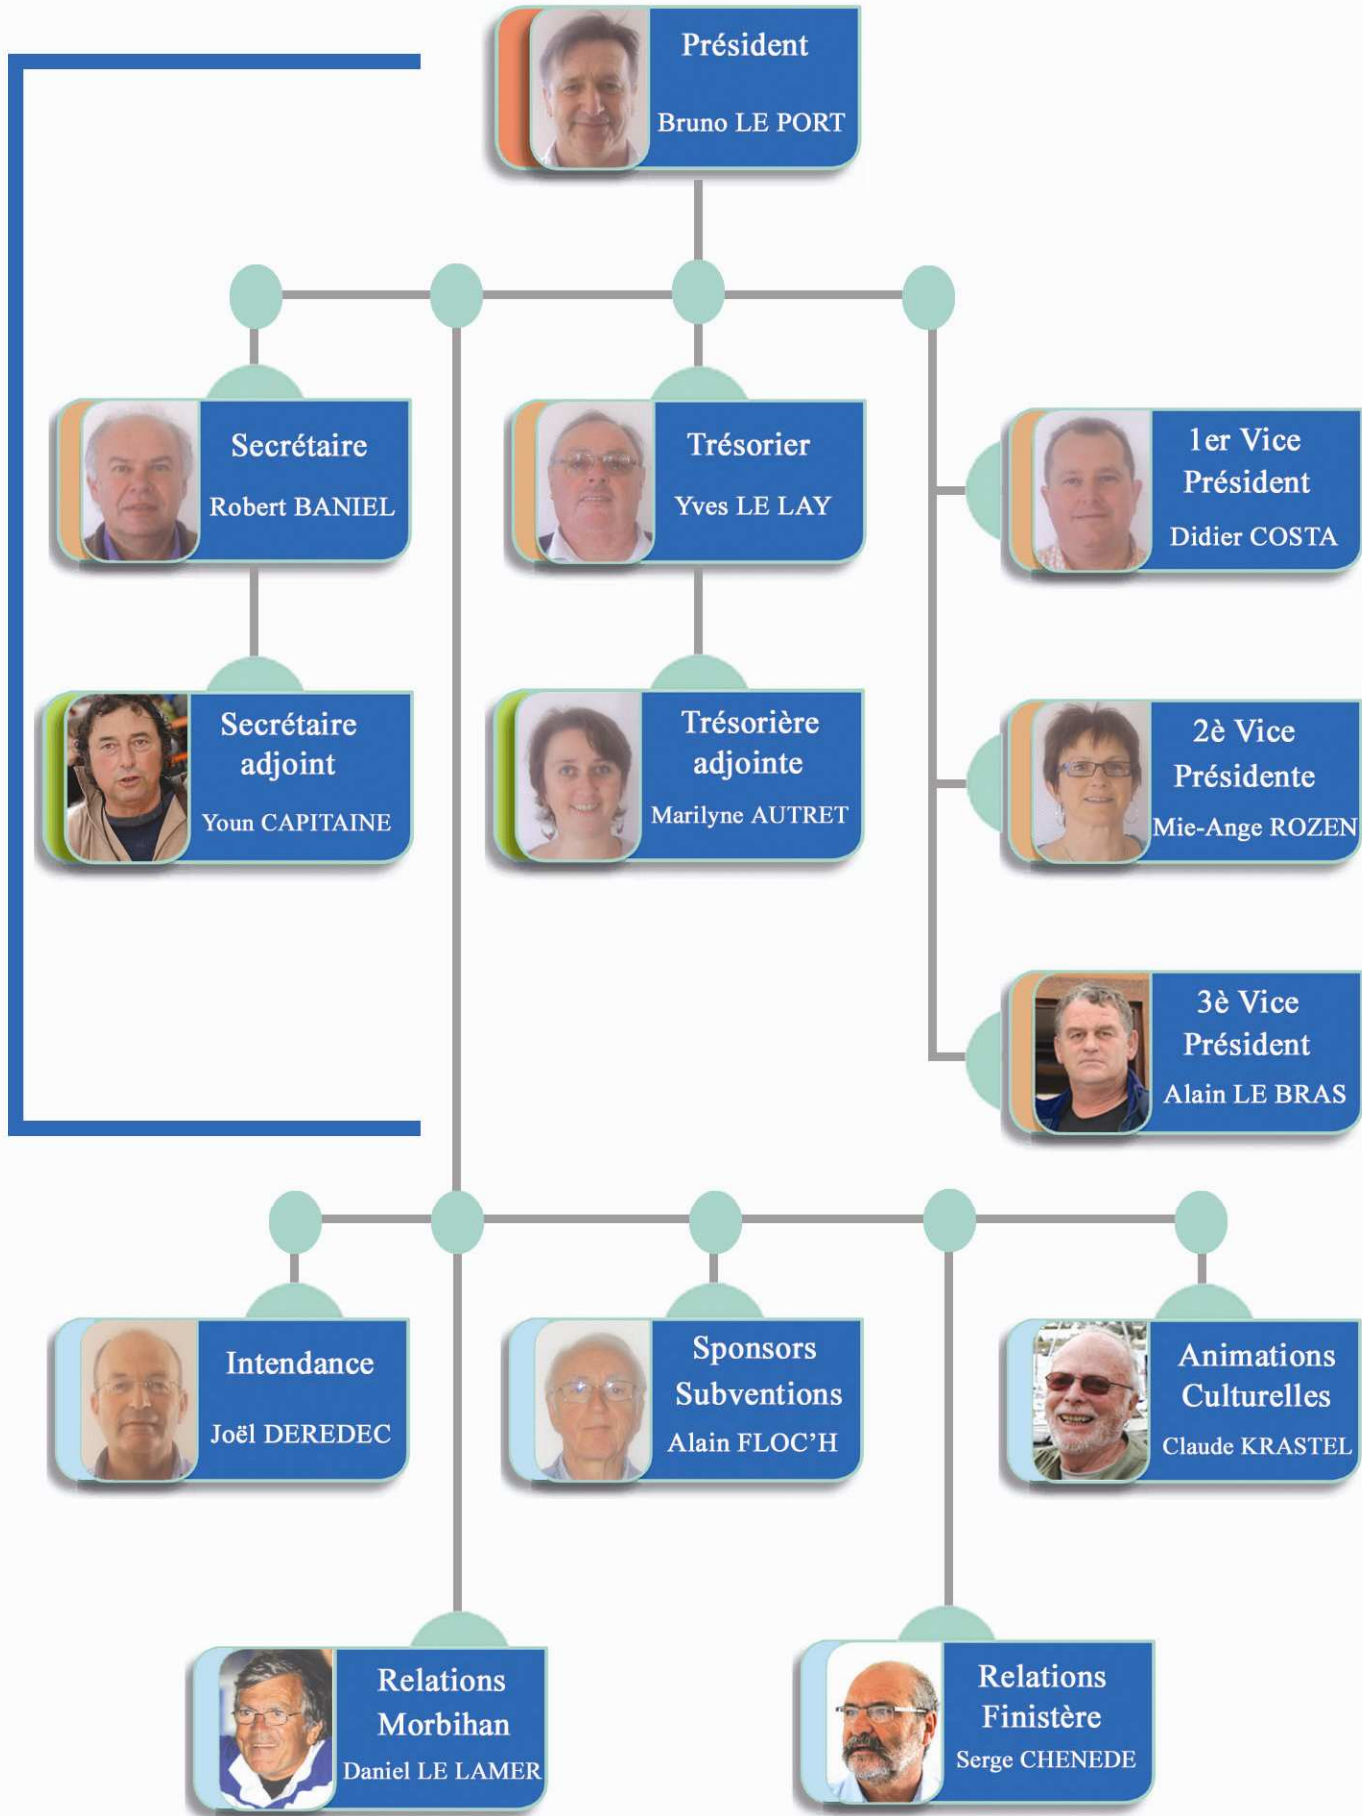 Président
Bruno LE PORT
Secrétaire
Robert BANIEL
Trésorier
Yves LE LAY
1er Vice
Président
Didier COSTA
Secrétaire
adjoint
Youn CAPITAINE
Trésorière
adjointe
Marilyne AUTRET
2è Vice
Présidente
Mie-Ange ROZEN
3è Vice
Président
Alain LE BRAS
Intendance
Joël DEREDEC
Sponsors
Subventions
Alain FLOC’H
Animations
Culturelles
Claude KRASTEL
Relations
Morbihan
Daniel LE LAMER
Relations
Finistère
Serge CHENEDE